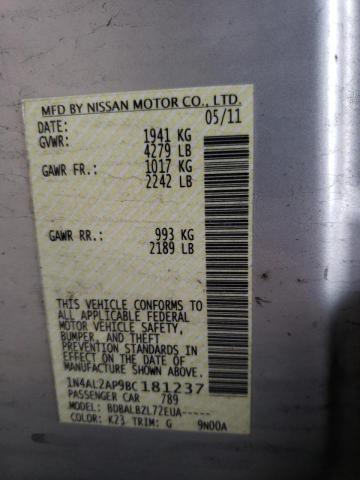 MFD BY NISSAN MOTOR CO., LTD.
DATE: 05/11
GVWR: 1941 KG
4279 LB
GAWR FR.: 1017 KG
2242 LB
GAWR RR.: 993 KG
2189 LB
THIS VEHICLE CONFORMS TO
ALL APPLICABLE FEDERAL
MOTOR VEHICLE SAFETY,
BUMPER, AND THEFT
PREVENTION STANDARDS IN
EFFECT ON THE DATE OF
MANUFACTURE SHOWN ABOVE.
1N4AL2AP9BC181237
PASSENGER CAR 789
MODEL: BDBALBZL72EUA-----
COLOR: K23 TRIM: G 9N00A